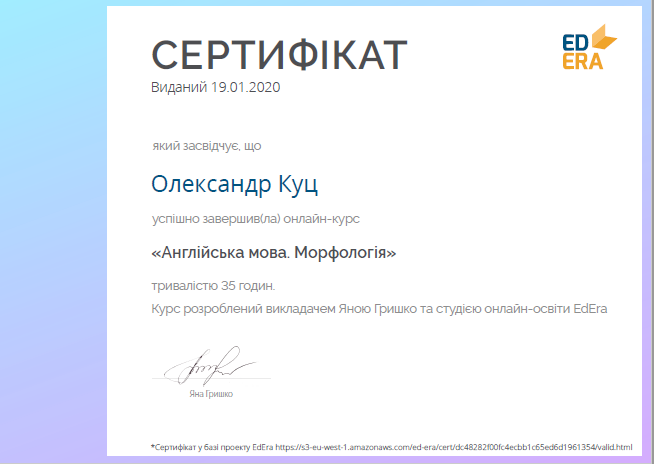 СЕРТИФІКАТ
ED
ERA
Виданий 19.01.2020
який засвідчує, що
Олександр Куц
успішно завершив(ла) онлайн-курс
«Англійська мова. Морфологія»
тривалістю 35 годин.
Курс розроблений викладачем Яною Гришко та студією онлайн-освіти EdEra
Яна Гришко
*Сертифікат у базі проекту EdEra https://s3-eu-west-1.amazonaws.com/ed-era/cert/dc48282f00fc4ecbb1c65ed6d1961354/valid.html